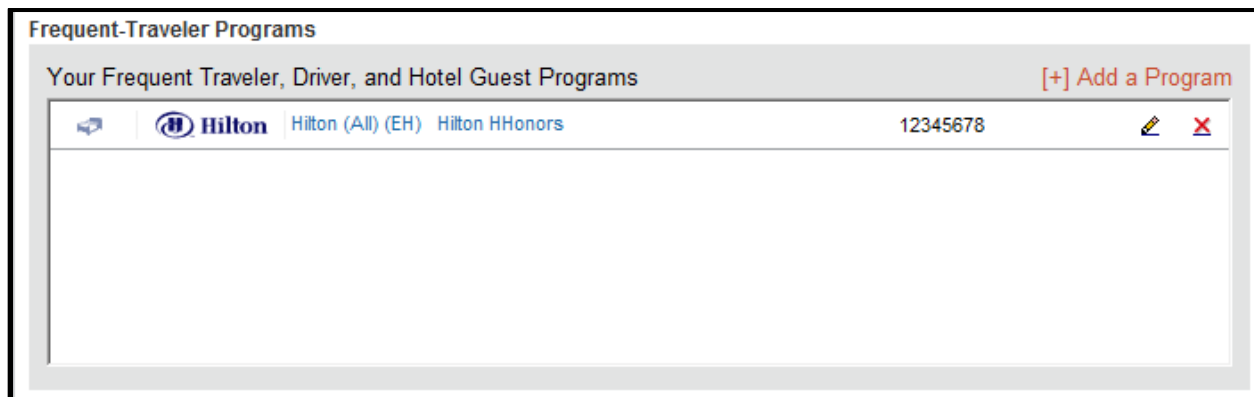 Frequent-Traveler Programs
Your Frequent Traveler, Driver, and Hotel Guest Programs [+] Add a Program
Hilton Hilton (All) (EH) Hilton HHonors 12345678